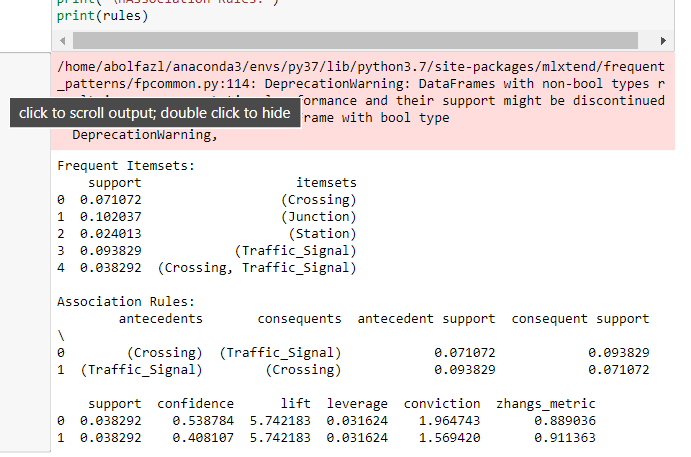 print(rules)
/home/abolfazl/anaconda3/envs/py37/lib/python3.7/site-packages/mlxtend/frequent
_patterns/fpcommon.py:114: DeprecationWarning: DataFrames with non-bool types r
formance and their support might be discontinued
click to scroll output; double click to hide
rame with bool type
DeprecationWarning,
Frequent Itemsets:
support itemsets
0 0.071072 (Crossing)
1 0.102037 (Junction)
2 0.024013 (Station)
3 0.093829 (Traffic_Signal)
4 0.038292 (Crossing, Traffic_Signal)
Association Rules:
antecedents consequents antecedent support consequent support
\
0 (Crossing) (Traffic_Signal) 0.071072 0.093829
1 (Traffic_Signal) (Crossing) 0.093829 0.071072
support confidence lift leverage conviction zhangs_metric
0 0.038292 0.538784 5.742183 0.031624 1.964743 0.889036
1 0.038292 0.408107 5.742183 0.031624 1.569420 0.911363